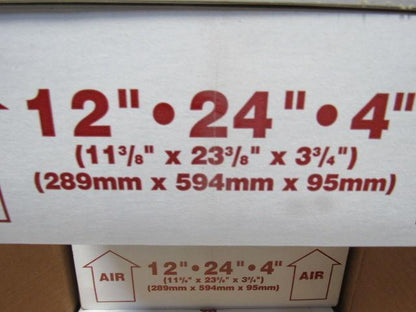 12" • 24" • 4"
(11³/₈" x 23³/₈" x 3³/₄")
(289mm x 594mm x 95mm)
AIR 12" • 24" • 4" AIR
(11³/₈" x 23³/₈" x 3³/₄")
(289mm x 594mm x 95mm)